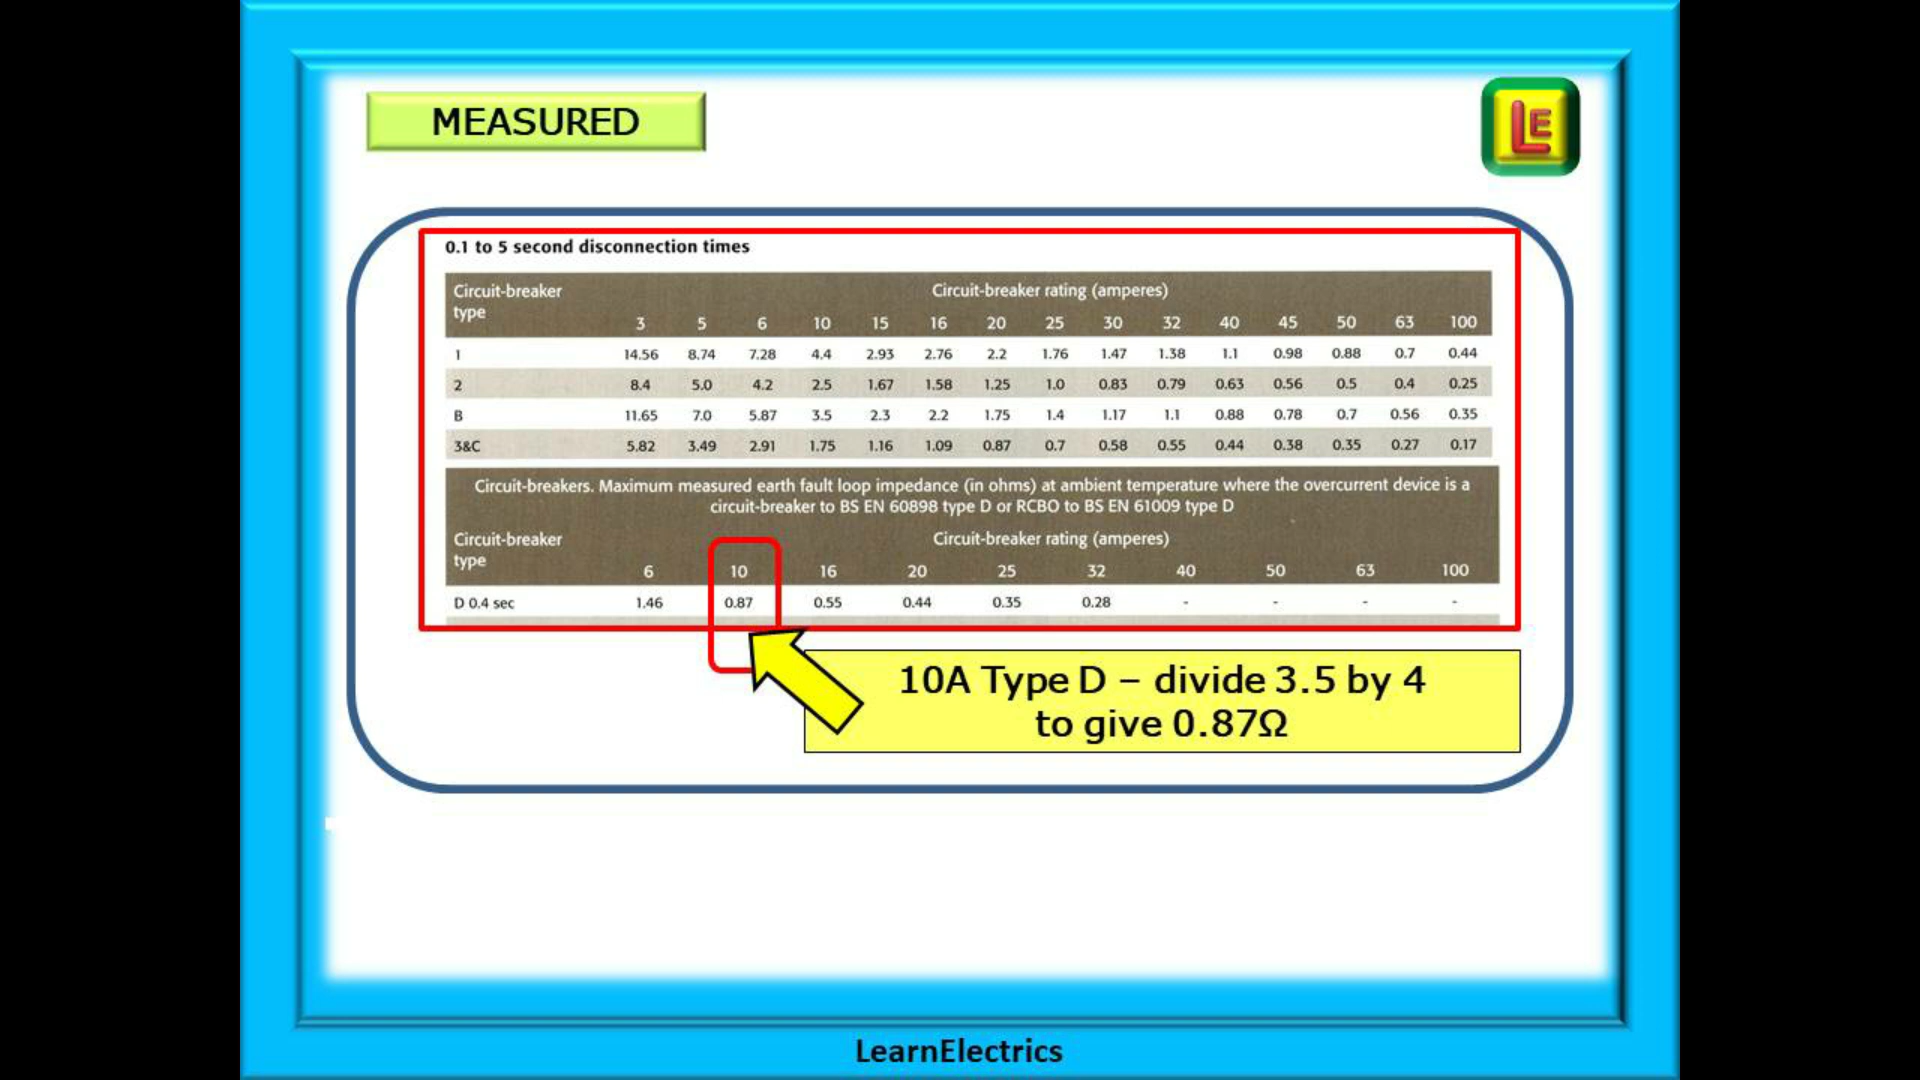 MEASURED
LE
0.1 to 5 second disconnection times
Circuit-breaker type
Circuit-breaker rating (amperes)
3 5 6 10 15 16 20 25 30 32 40 45 50 63 100
1 14.56 8.74 7.28 4.4 2.93 2.76 2.2 1.76 1.47 1.38 1.1 0.98 0.88 0.7 0.44
2 8.4 5.0 4.2 2.5 1.67 1.58 1.25 1.0 0.83 0.79 0.63 0.56 0.5 0.4 0.25
B 11.65 7.0 5.87 3.5 2.3 2.2 1.75 1.4 1.17 1.1 0.88 0.78 0.7 0.56 0.35
3&C 5.82 3.49 2.91 1.75 1.16 1.09 0.87 0.7 0.58 0.55 0.44 0.38 0.35 0.27 0.17
Circuit-breakers. Maximum measured earth fault loop impedance (in ohms) at ambient temperature where the overcurrent device is a
circuit-breaker to BS EN 60898 type D or RCBO to BS EN 61009 type D
Circuit-breaker type
Circuit-breaker rating (amperes)
6 10 16 20 25 32 40 50 63 100
D 0.4 sec 1.46 0.87 0.55 0.44 0.35 0.28 - - - -
10A Type D – divide 3.5 by 4
to give 0.87Ω
LearnElectrics